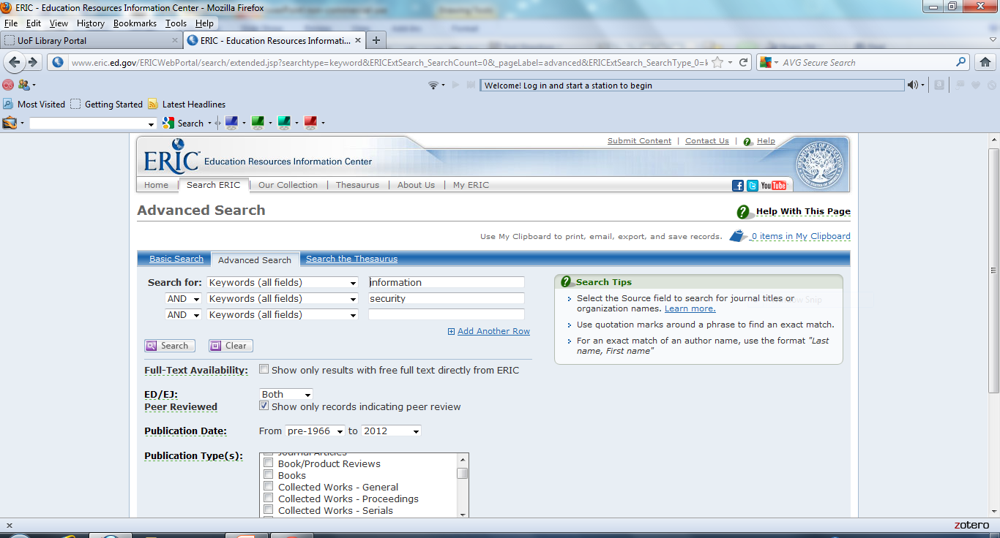 ERIC - Education Resources Information Center - Mozilla Firefox
File Edit View History Bookmarks Tools Help
UoF Library Portal
ERIC - Education Resources Informati...
www.eric.ed.gov/ERICWebPortal/search/extended.jsp?searchtype=keyword&ERICExtSearch_SearchCount=0&_pageLabel=advanced&ERICExtSearch_SearchType_0=k
AVG Secure Search
Welcome! Log in and start a station to begin
Most Visited Getting Started Latest Headlines
Search
Submit Content | Contact Us | Help
ERIC Education Resources Information Center
Home Search ERIC Our Collection Thesaurus About Us My ERIC
You Tube
Advanced Search
Help With This Page
Use My Clipboard to print, email, export, and save records. 0 items in My Clipboard
Basic Search Advanced Search Search the Thesaurus
Search for: Keywords (all fields) information
AND Keywords (all fields) security
AND Keywords (all fields)
Add Another Row
Search Clear
Search Tips
Select the Source field to search for journal titles or
organization names. Learn more.
Use quotation marks around a phrase to find an exact match.
For an exact match of an author name, use the format "Last
name, First name"
Full-Text Availability: Show only results with free full text directly from ERIC
ED/EJ: Both
Peer Reviewed Show only records indicating peer review
Publication Date: From pre-1966 to 2012
Publication Type(s):
Journal Articles
Book/Product Reviews
Books
Collected Works - General
Collected Works - Proceedings
Collected Works - Serials
zotero